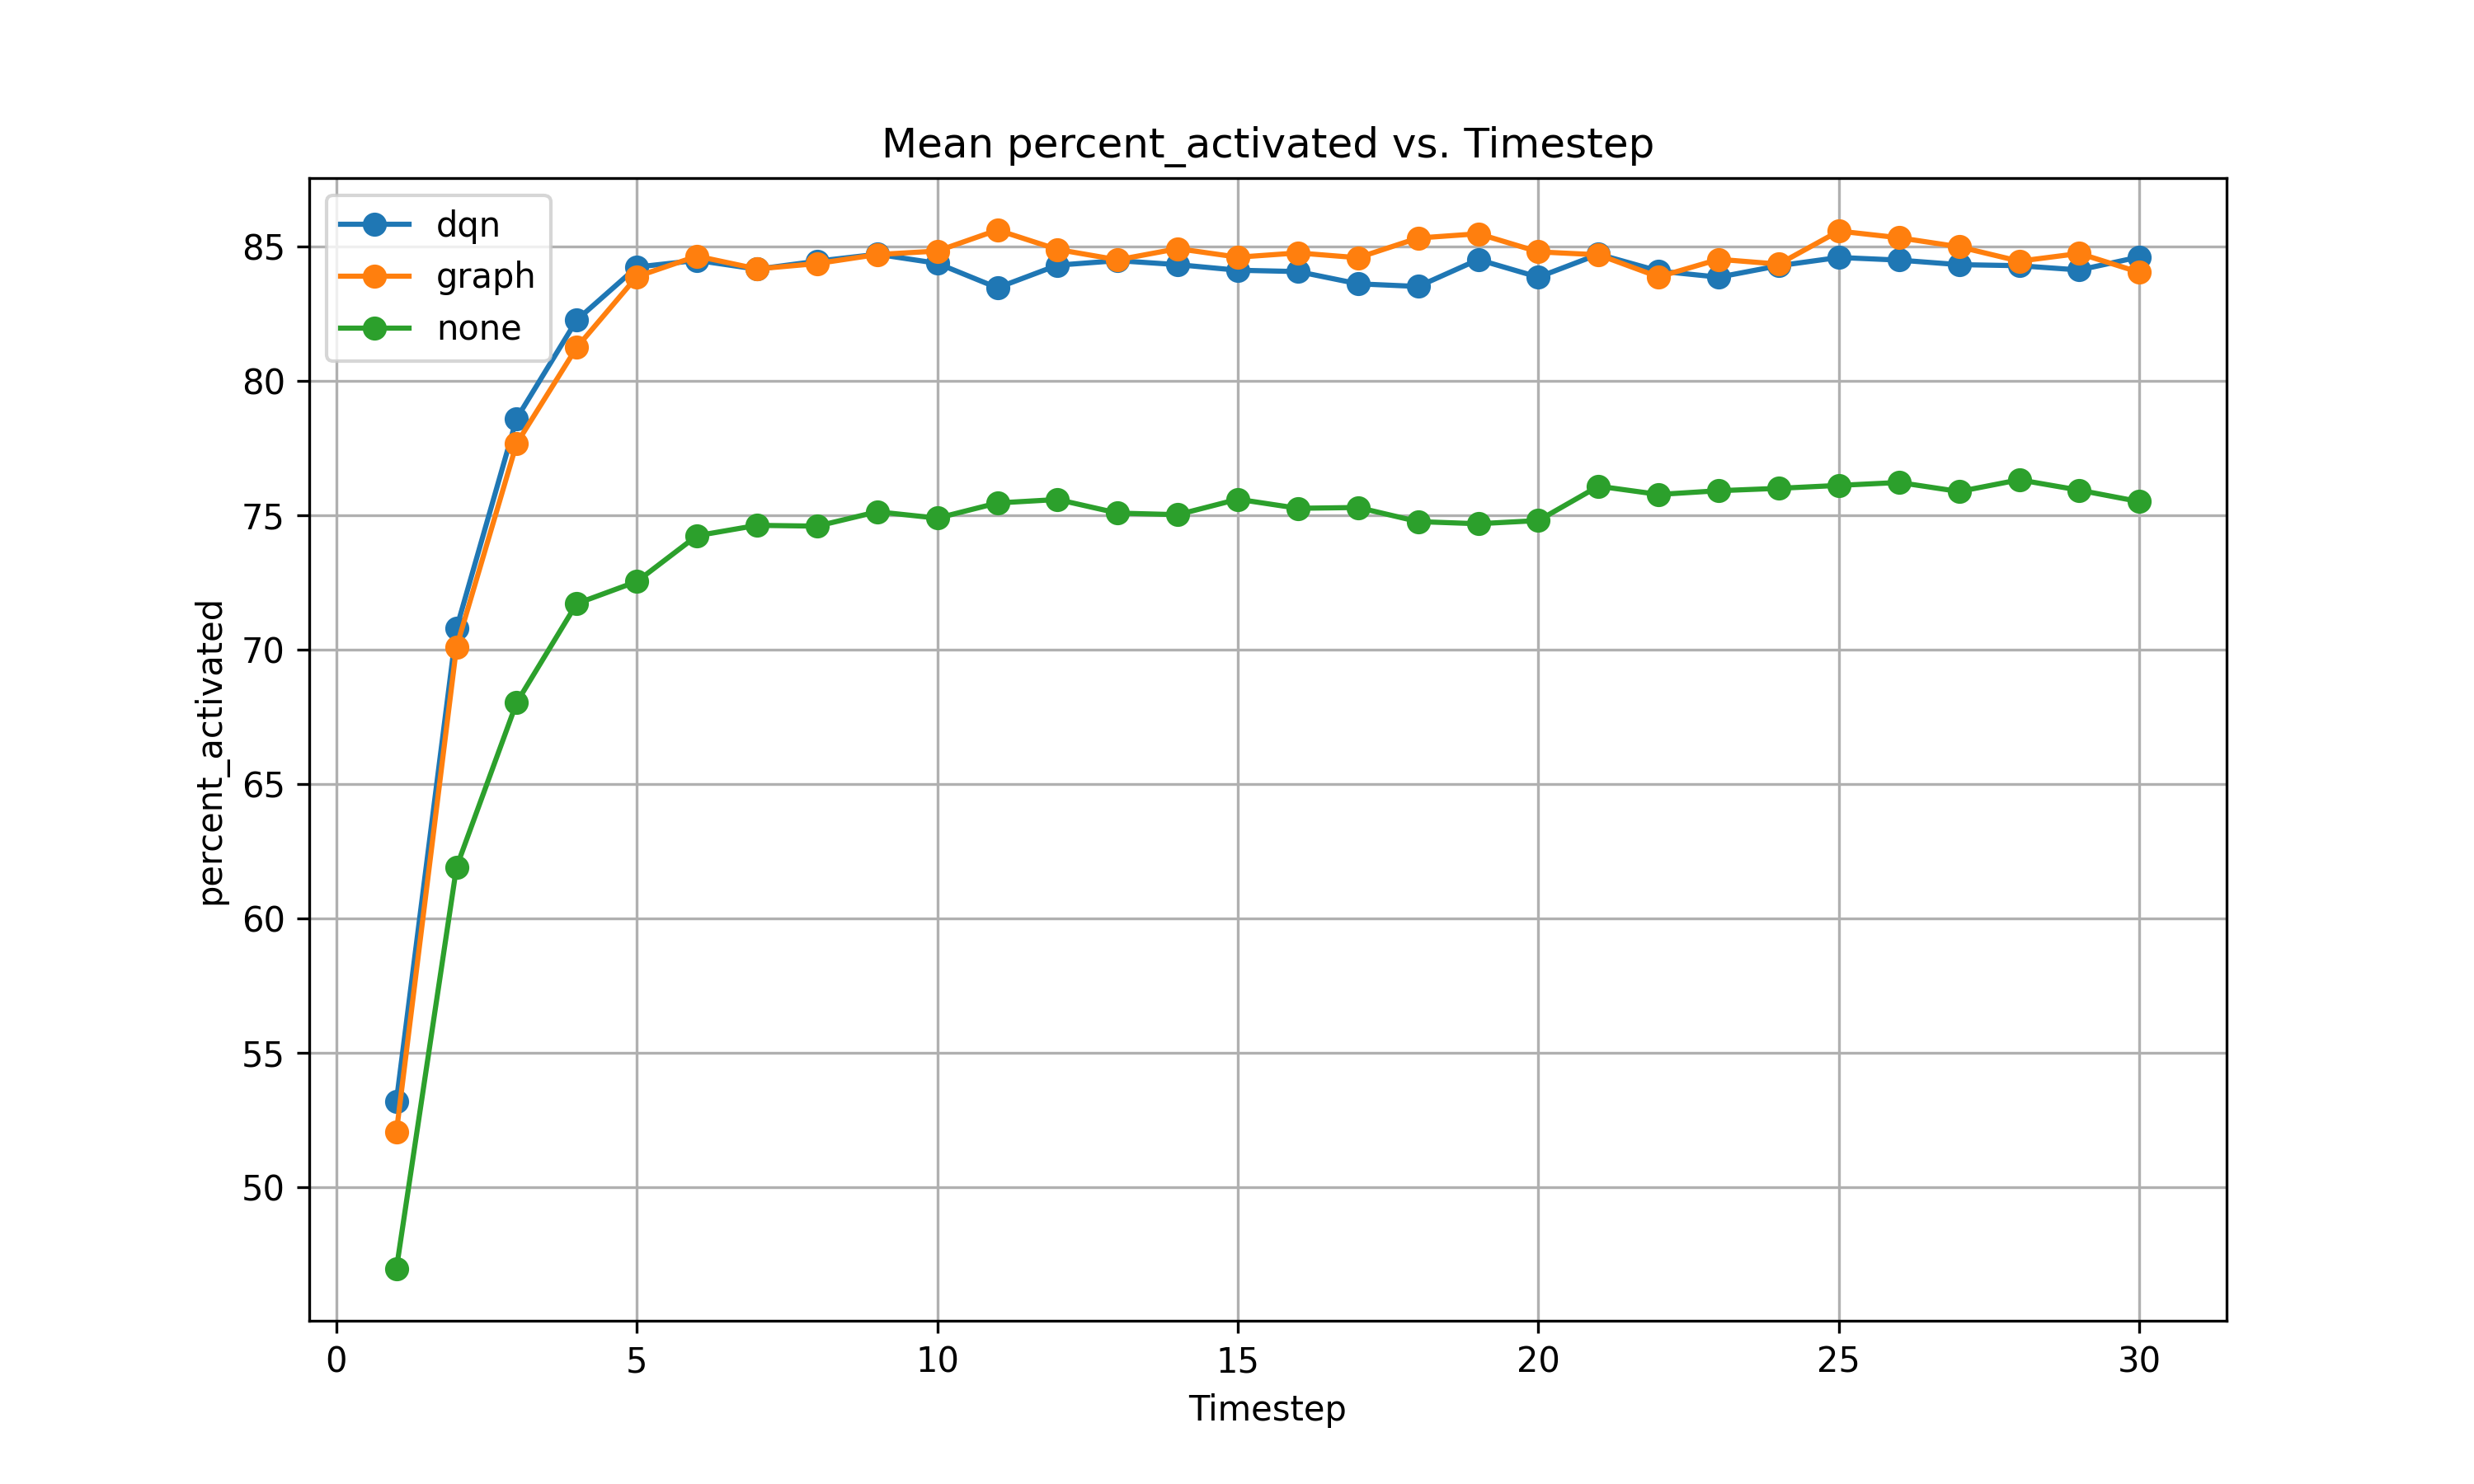 Mean percent_activated vs. Timestep
dqn
graph
none
percent_activated
85
80
75
70
65
60
55
50
0 5 10 15 20 25 30
Timestep